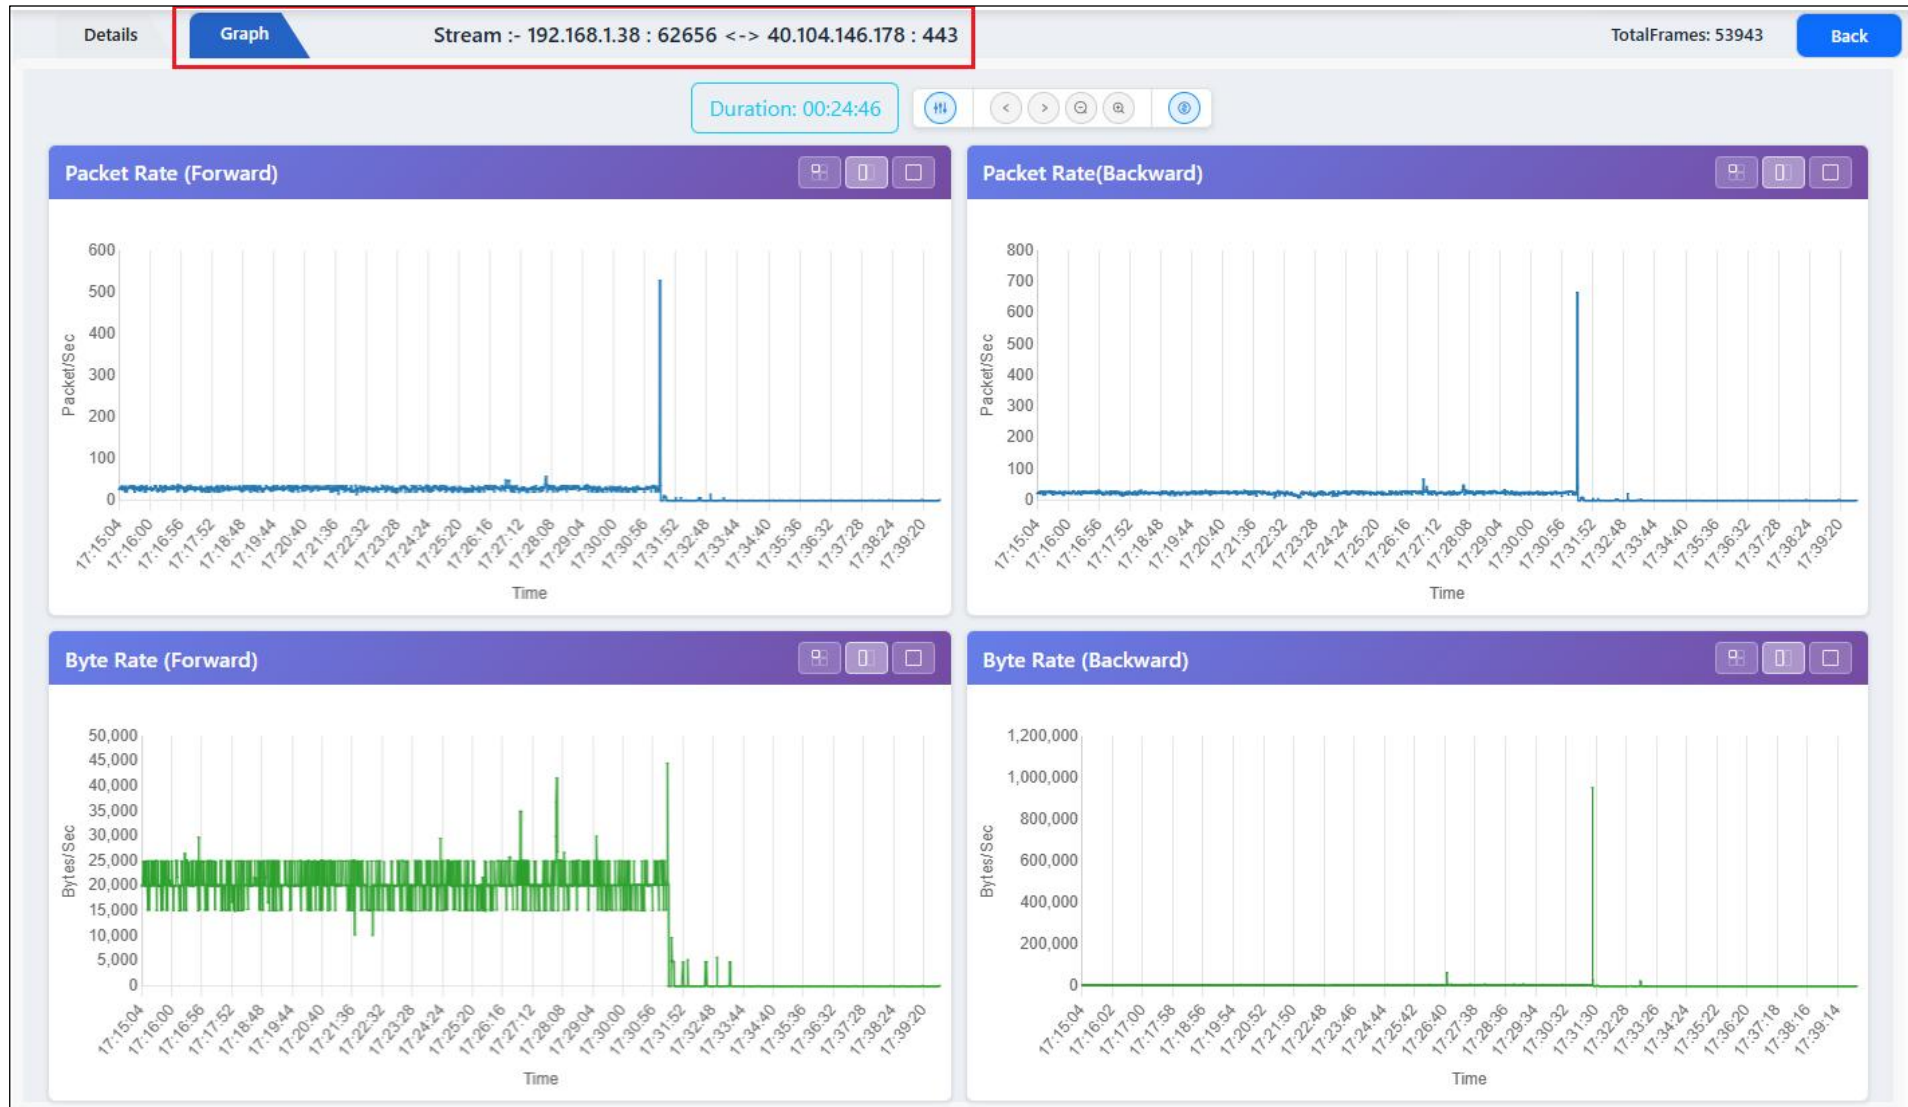 Details Graph Stream :- 192.168.1.38 : 62656 <-> 40.104.146.178 : 443 TotalFrames: 53943 Back
Duration: 00:24:46
Packet Rate (Forward)
600
500
400
300
200
100
0
Packet/Sec
17:15:04 17:16:00 17:16:56 17:17:52 17:18:48 17:19:44 17:20:40 17:21:36 17:22:32 17:23:28 17:24:24 17:25:20 17:26:16 17:27:12 17:28:08 17:29:04 17:30:00 17:30:56 17:31:52 17:32:48 17:33:44 17:34:40 17:35:36 17:36:32 17:37:28 17:38:24 17:39:20
Time
Packet Rate(Backward)
800
700
600
500
400
300
200
100
0
Packet/Sec
17:15:04 17:16:00 17:16:56 17:17:52 17:18:48 17:19:44 17:20:40 17:21:36 17:22:32 17:23:28 17:24:24 17:25:20 17:26:16 17:27:12 17:28:08 17:29:04 17:30:00 17:30:56 17:31:52 17:32:48 17:33:44 17:34:40 17:35:36 17:36:32 17:37:28 17:38:24 17:39:20
Time
Byte Rate (Forward)
50,000
45,000
40,000
35,000
30,000
25,000
20,000
15,000
10,000
5,000
0
Bytes/Sec
17:15:04 17:16:00 17:16:56 17:17:52 17:18:48 17:19:44 17:20:40 17:21:36 17:22:32 17:23:28 17:24:24 17:25:20 17:26:16 17:27:12 17:28:08 17:29:04 17:30:00 17:30:56 17:31:52 17:32:48 17:33:44 17:34:40 17:35:36 17:36:32 17:37:28 17:38:24 17:39:20
Time
Byte Rate (Backward)
1,200,000
1,000,000
800,000
600,000
400,000
200,000
0
Bytes/Sec
17:15:04 17:16:02 17:17:00 17:17:58 17:18:56 17:19:54 17:20:52 17:21:50 17:22:48 17:23:46 17:24:44 17:25:42 17:26:40 17:27:38 17:28:36 17:29:34 17:30:32 17:31:30 17:32:28 17:33:26 17:34:24 17:35:22 17:36:20 17:37:18 17:38:16 17:39:14
Time